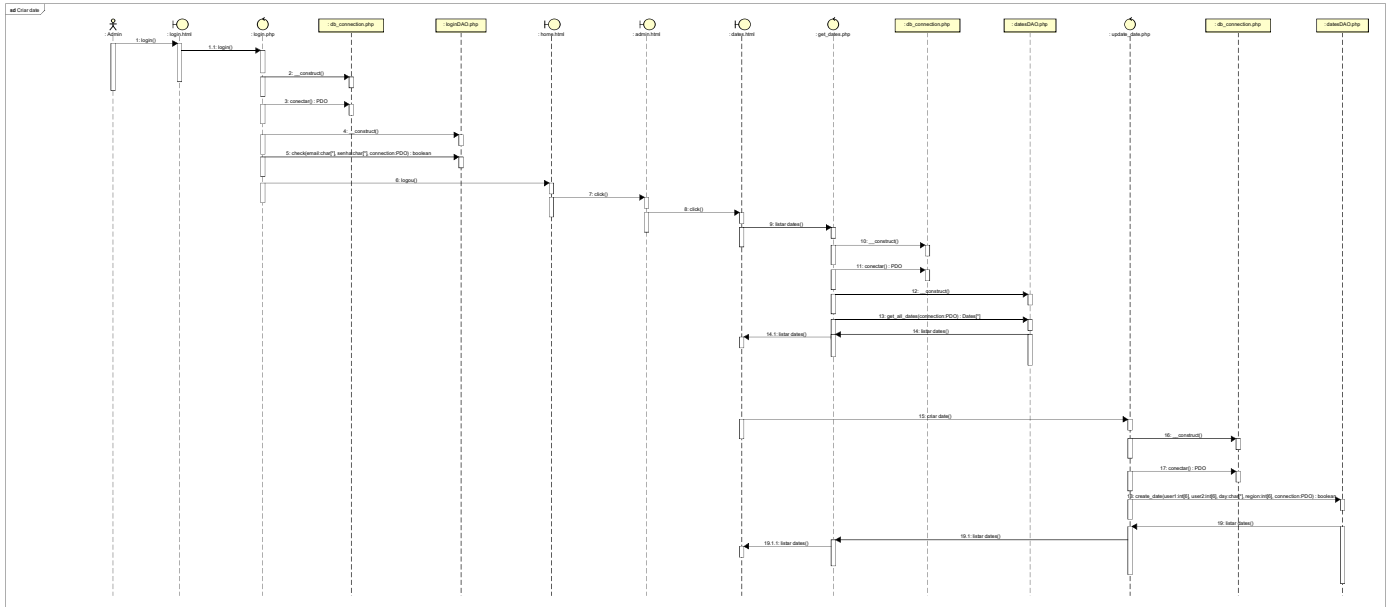 sd Criar date
: Admin
: login.html
: login.php
: db_connection.php
: loginDAO.php
: home.html
: admin.html
: dates.html
: get_dates.php
: db_connection.php
: datesDAO.php
: update_date.php
: db_connection.php
: datesDAO.php
1: login()
1.1: login()
2: __construct()
3: conectar() : PDO
4: __construct()
5: check(email:char[*], senha:char[*], connection:PDO) : boolean
6: logou()
7: click()
8: click()
9: listar dates()
10: __construct()
11: conectar() : PDO
12: __construct()
13: get_all_dates(connection:PDO) : Dates[*]
14: listar dates()
14.1: listar dates()
15: criar date()
16: __construct()
17: conectar() : PDO
18: create_date(user1:int[6], user2:int[6], day:char[*], region:int[6], connection:PDO) : boolean
19: listar dates()
19.1: listar dates()
19.1.1: listar dates()